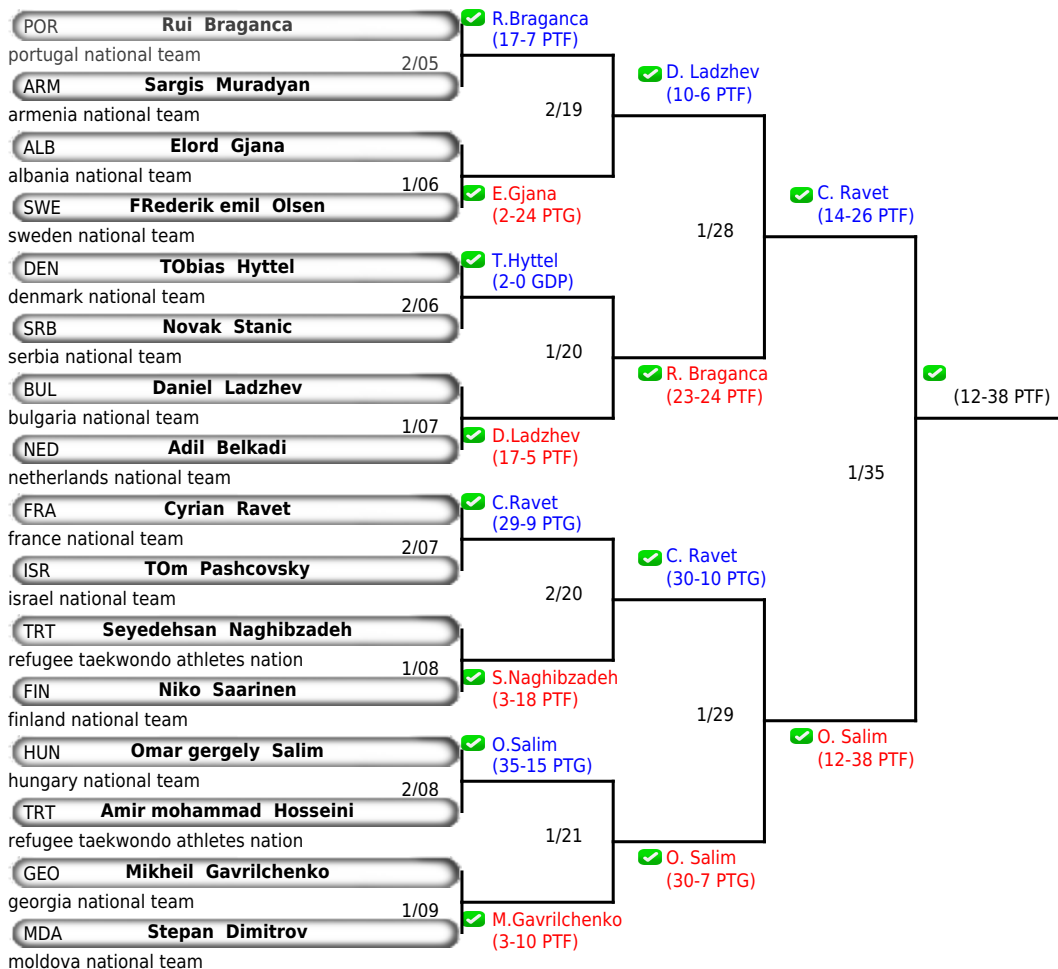 POR Rui Braganca
portugal national team
2/05
ARM Sargis Muradyan
armenia national team
ALB Elord Gjana
albania national team
1/06
SWE FRederik emil Olsen
sweden national team
DEN TObias Hyttel
denmark national team
2/06
SRB Novak Stanic
serbia national team
BUL Daniel Ladzhev
bulgaria national team
1/07
NED Adil Belkadi
netherlands national team
FRA Cyrian Ravet
france national team
2/07
ISR TOm Pashcovsky
israel national team
TRT Seyedehsan Naghibzadeh
refugee taekwondo athletes nation
1/08
FIN Niko Saarinen
finland national team
HUN Omar gergely Salim
hungary national team
2/08
TRT Amir mohammad Hosseini
refugee taekwondo athletes nation
GEO Mikheil Gavrilchenko
georgia national team
1/09
MDA Stepan Dimitrov
moldova national team
R.Braganca
(17-7 PTF)
2/19
E.Gjana
(2-24 PTG)
T.Hyttel
(2-0 GDP)
1/20
D.Ladzhev
(17-5 PTF)
C.Ravet
(29-9 PTG)
2/20
S.Naghibzadeh
(3-18 PTF)
O.Salim
(35-15 PTG)
1/21
M.Gavrilchenko
(3-10 PTF)
D. Ladzhev
(10-6 PTF)
1/28
R. Braganca
(23-24 PTF)
C. Ravet
(30-10 PTG)
1/29
O. Salim
(30-7 PTG)
C. Ravet
(14-26 PTF)
1/35
O. Salim
(12-38 PTF)
(12-38 PTF)